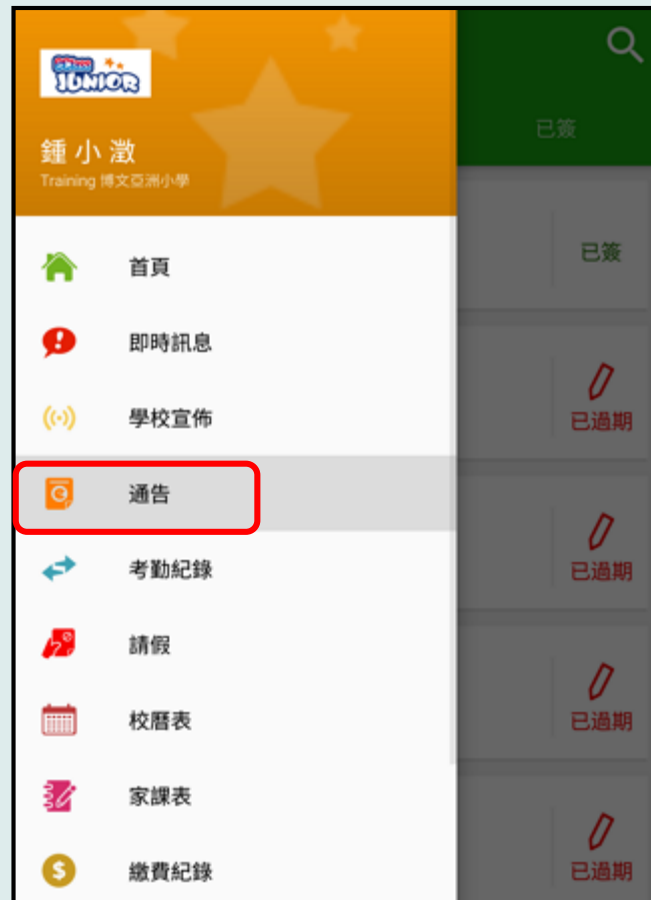 JUNIOR
鍾小澂
Training 博文亞洲小學
首頁
即時訊息
學校宣佈
通告
考勤紀錄
請假
校曆表
家課表
繳費紀錄
已簽
已簽
已過期
已過期
已過期
已過期